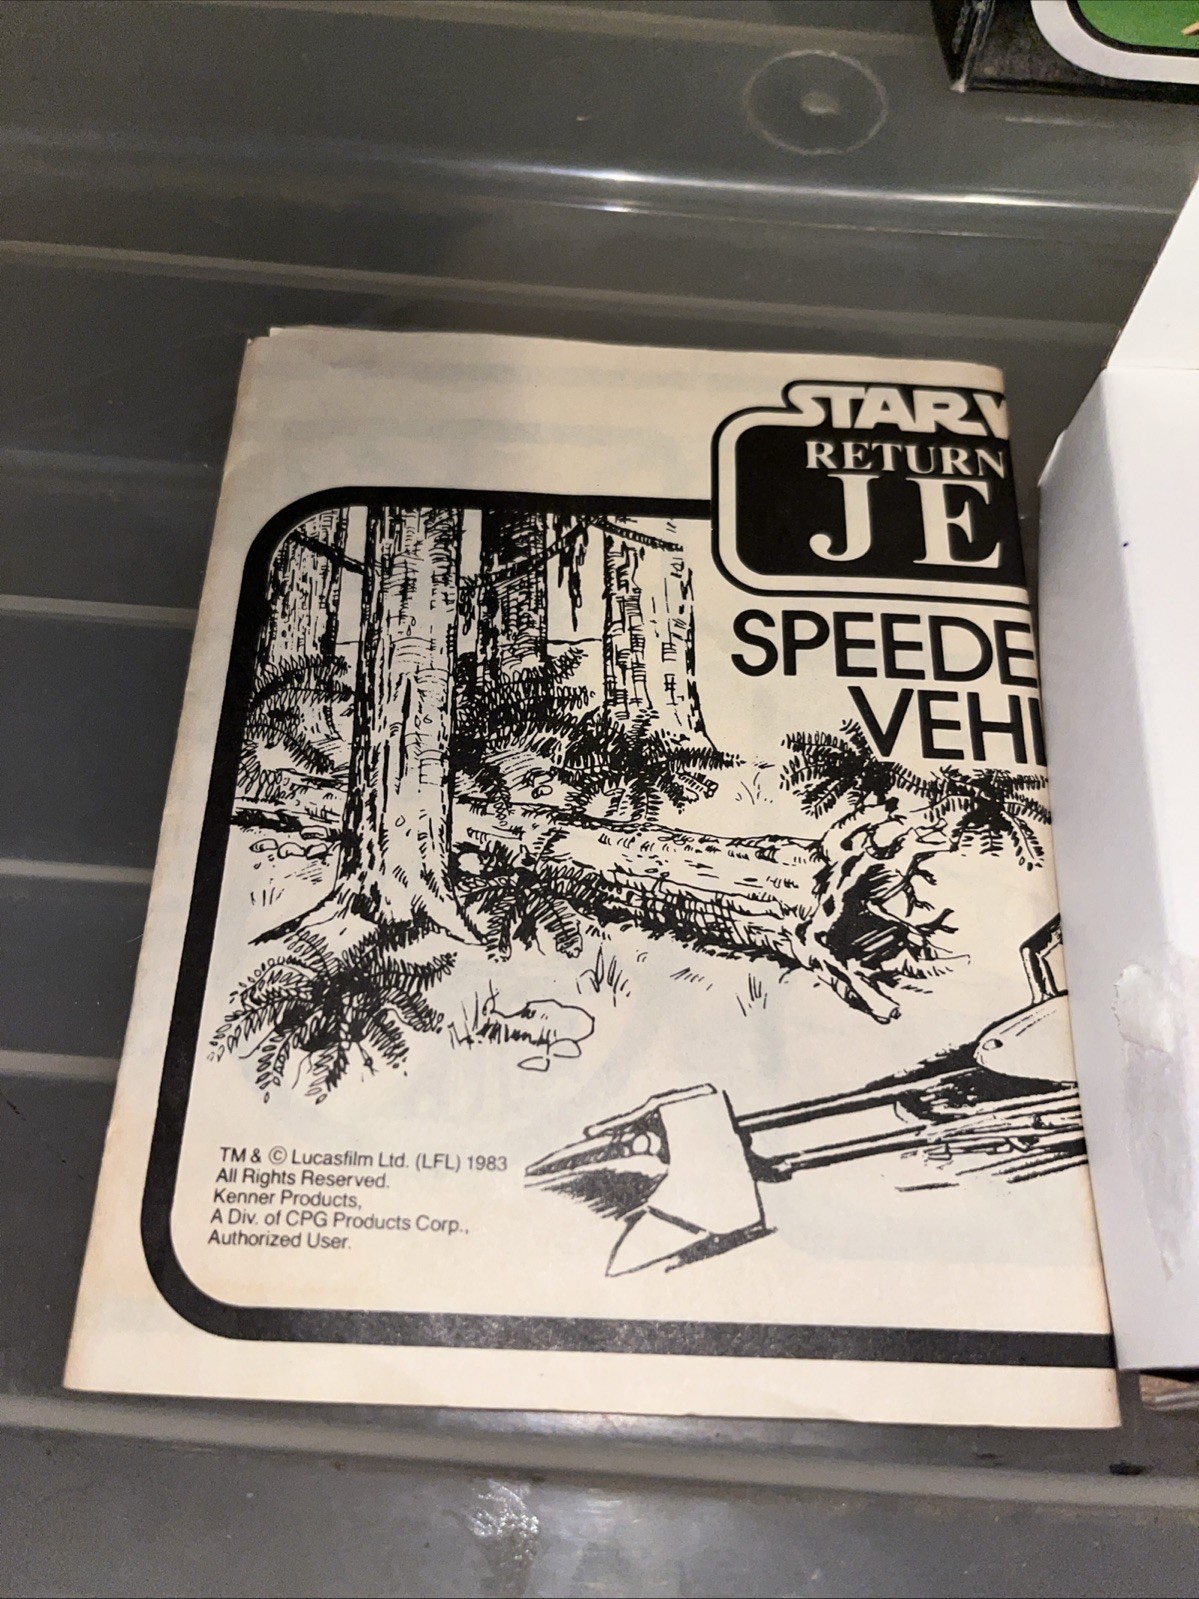 STAR W
RETURN
JE
SPEEDE
VEHI
TM & © Lucasfilm Ltd. (LFL) 1983
All Rights Reserved.
Kenner Products,
A Div. of CPG Products Corp.,
Authorized User.